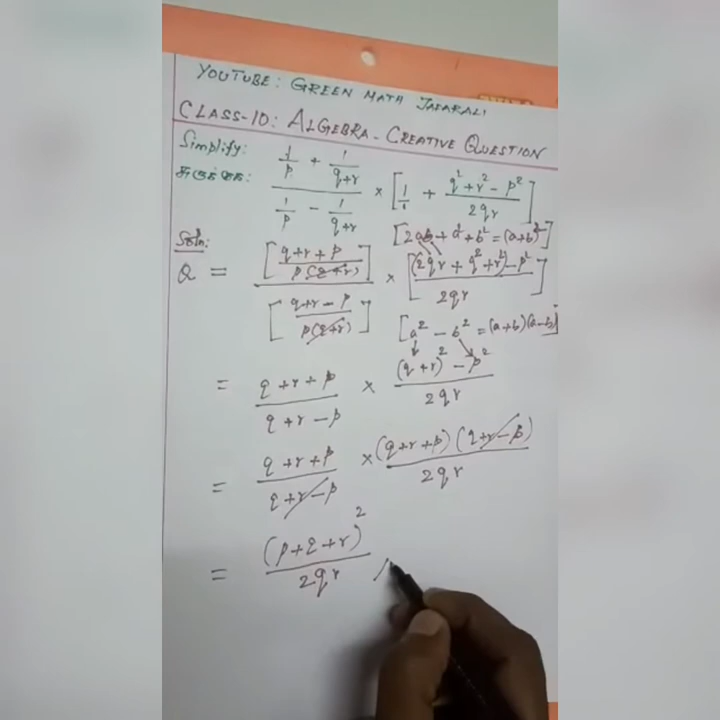 YOUTUBE: GREEN MATH JAFARALI
CLASS-10: ALGEBRA - CREATIVE QUESTION
Simplify: (1/p + 1/(q+r)) / (1/p - 1/(q+r)) × [1/1 + (q² + r² - p²)/2qr]
சுருக்குக:
[2ab + a² + b² = (a+b)²]
Soln:
Q = [(q+r+p)/p(q+r)] / [(q+r-p)/p(q+r)] × [((2qr + q² + r²) - p²)/2qr]
[a² - b² = (a+b)(a-b)]
= (q+r+p)/(q+r-p) × ((q+r)² - p²)/2qr
= (q+r+p)/(q+r-p) × (q+r+p)(q+r-p)/2qr
= (p+q+r)²/2qr